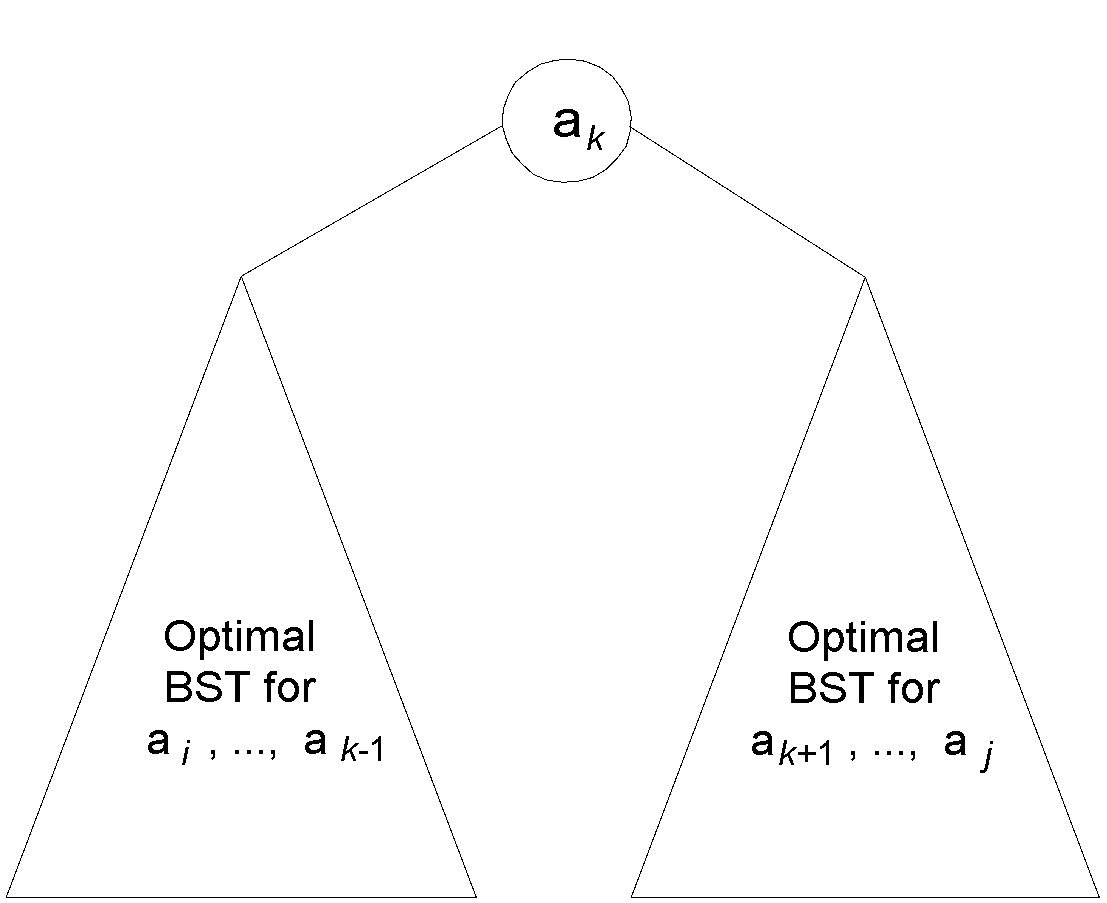 a k
Optimal
BST for
a i , ..., a k-1
Optimal
BST for
a k+1 , ..., a j